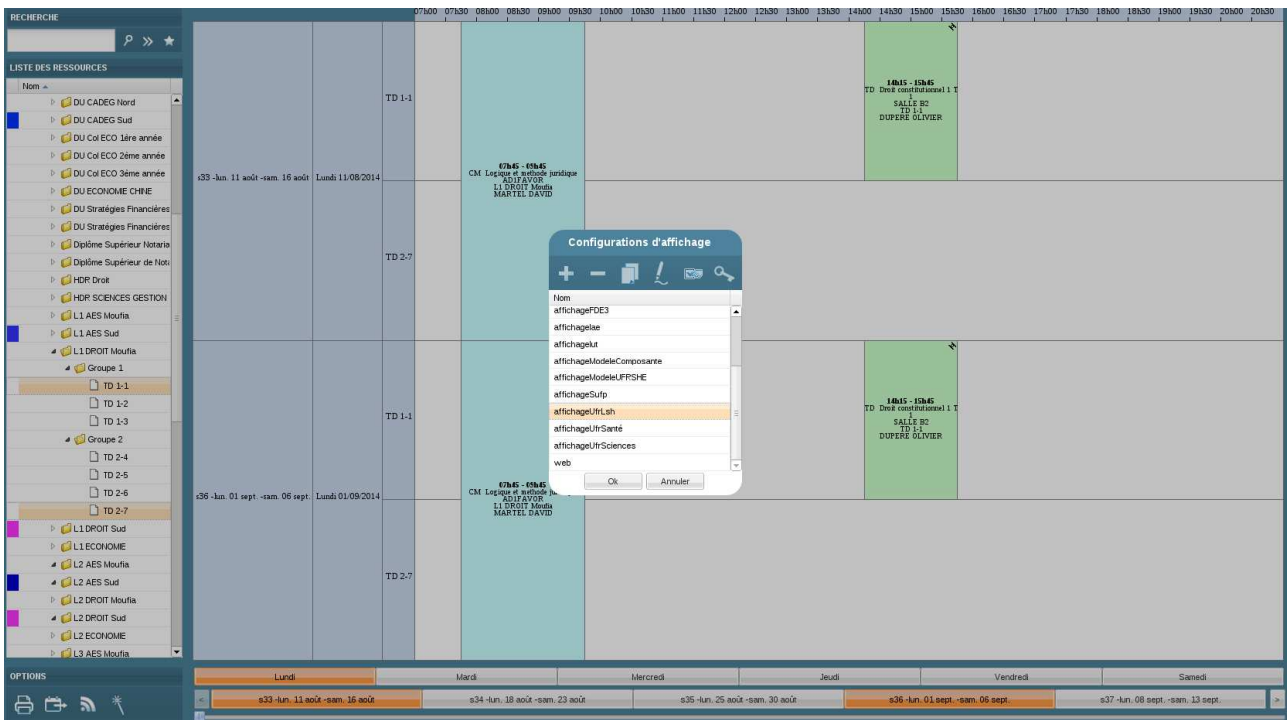 RECHERCHE
LISTE DES RESSOURCES
Nom
DU CADEG Nord
DU CADEG Sud
DU Col ECO 1ère année
DU Col ECO 2ème année
DU Col ECO 3ème année
DU ECONOMIE CHINE
DU Stratégies Financières
DU Stratégies Financières
Diplôme Supérieur Notaria
Diplôme Supérieur de Nota
HDR Droit
HDR SCIENCES GESTION
L1 AES Moufia
L1 AES Sud
L1 DROIT Moufia
Groupe 1
TD 1-1
TD 1-2
TD 1-3
Groupe 2
TD 2-4
TD 2-5
TD 2-6
TD 2-7
L1 DROIT Sud
L1 ECONOMIE
L2 AES Moufia
L2 AES Sud
L2 DROIT Moufia
L2 DROIT Sud
L2 ECONOMIE
L3 AES Moufia
OPTIONS
07h00 07h30 08h00 08h30 09h00 09h30 10h00 10h30 11h00 11h30 12h00 12h30 13h00 13h30 14h00 14h30 15h00 15h30 16h00 16h30 17h00 17h30 18h00 18h30 19h00 19h30 20h00 20h30
s33 -lun. 11 août -sam. 16 août
Lundi 11/08/2014
TD 1-1
TD 2-7
07h45 - 09h45
CM Logique et methode juridique
AD1FAVOR
L1 DROIT Moufia
MARTEL DAVID
14h15 - 15h45
TD Droit constitutionnel 1 T
1
SALLE B2
TD 1-1
DUPERE OLIVIER
s36 -lun. 01 sept. -sam. 06 sept.
Lundi 01/09/2014
TD 1-1
TD 2-7
07h45 - 09h45
CM Logique et methode ju
AD1FAVOR
L1 DROIT Moufia
MARTEL DAVID
14h15 - 15h45
TD Droit constitutionnel 1 T
1
SALLE B2
TD 1-1
DUPERE OLIVIER
Configurations d'affichage
Nom
affichageFDE3
affichageIae
affichageIut
affichageModeleComposante
affichageModeleUFRSHE
affichageSufp
affichageUfrLsh
affichageUfrSanté
affichageUfrSciences
web
Ok Annuler
Lundi Mardi Mercredi Jeudi Vendredi Samedi
< s33 -lun. 11 août -sam. 16 août s34 -lun. 18 août -sam. 23 août s35 -lun. 25 août -sam. 30 août s36 -lun. 01 sept. -sam. 06 sept. s37 -lun. 08 sept. -sam. 13 sept. >